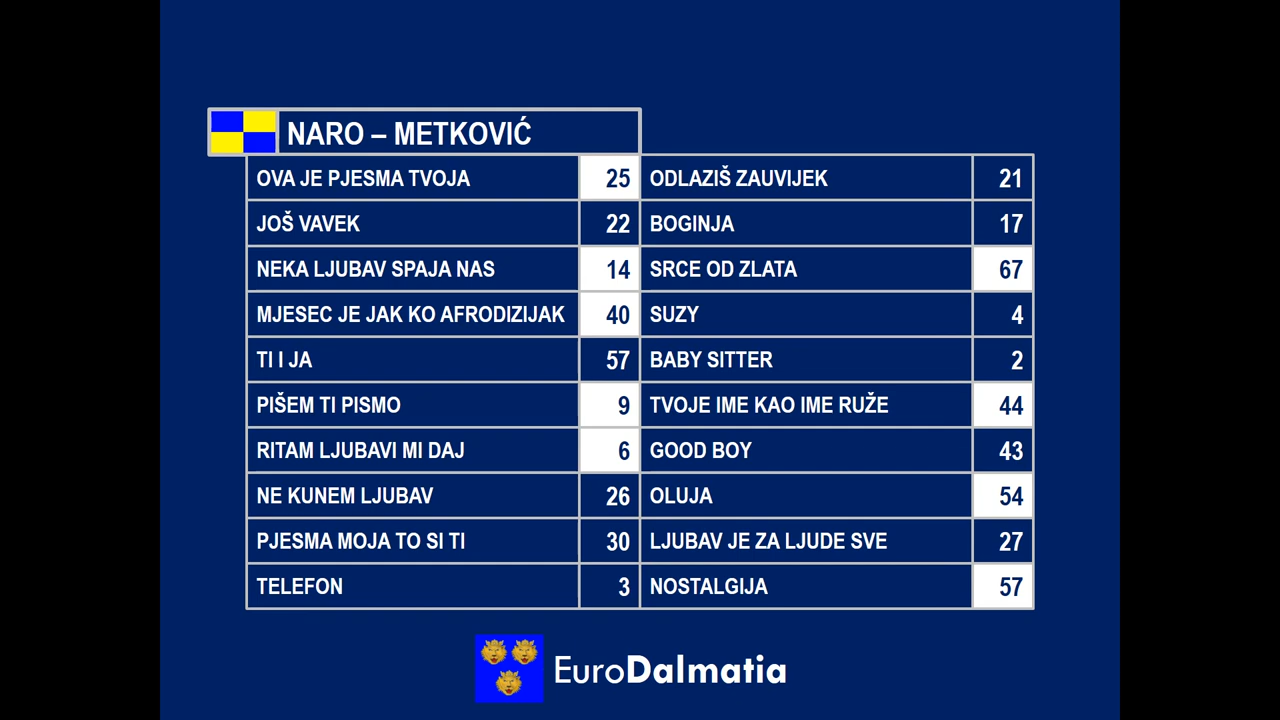 NARO – METKOVIĆ
OVA JE PJESMA TVOJA 25 ODLAZIŠ ZAUVIJEK 21
JOŠ VAVEK 22 BOGINJA 17
NEKA LJUBAV SPAJA NAS 14 SRCE OD ZLATA 67
MJESEC JE JAK KO AFRODIZIJAK 40 SUZY 4
TI I JA 57 BABY SITTER 2
PIŠEM TI PISMO 9 TVOJE IME KAO IME RUŽE 44
RITAM LJUBAVI MI DAJ 6 GOOD BOY 43
NE KUNEM LJUBAV 26 OLUJA 54
PJESMA MOJA TO SI TI 30 LJUBAV JE ZA LJUDE SVE 27
TELEFON 3 NOSTALGIJA 57
EuroDalmatia